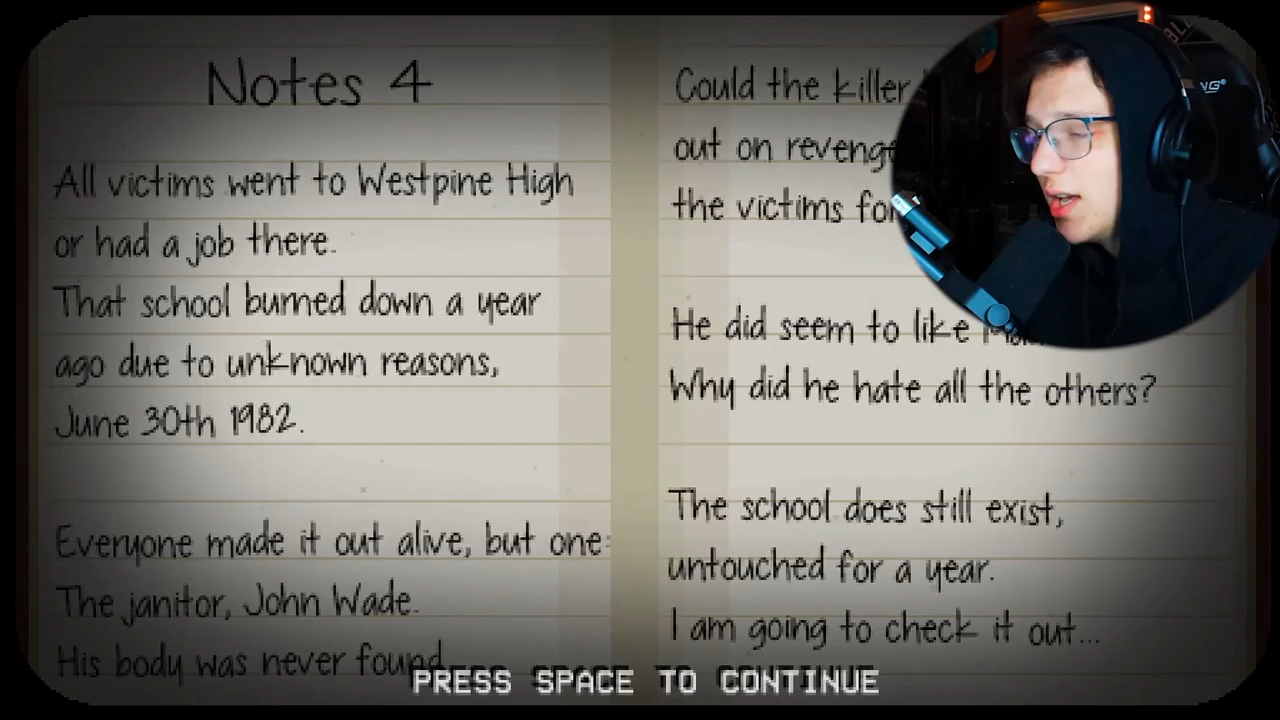 Notes 4
All victims went to Westpine High
or had a job there.
That school burned down a year
ago due to unknown reasons,
June 30th 1982.
Everyone made it out alive, but one:
The janitor, John Wade.
His body was never found
Could the killer
out on revenge
the victims for
He did seem to like
Why did he hate all the others?
The school does still exist,
untouched for a year.
I am going to check it out...
PRESS SPACE TO CONTINUE